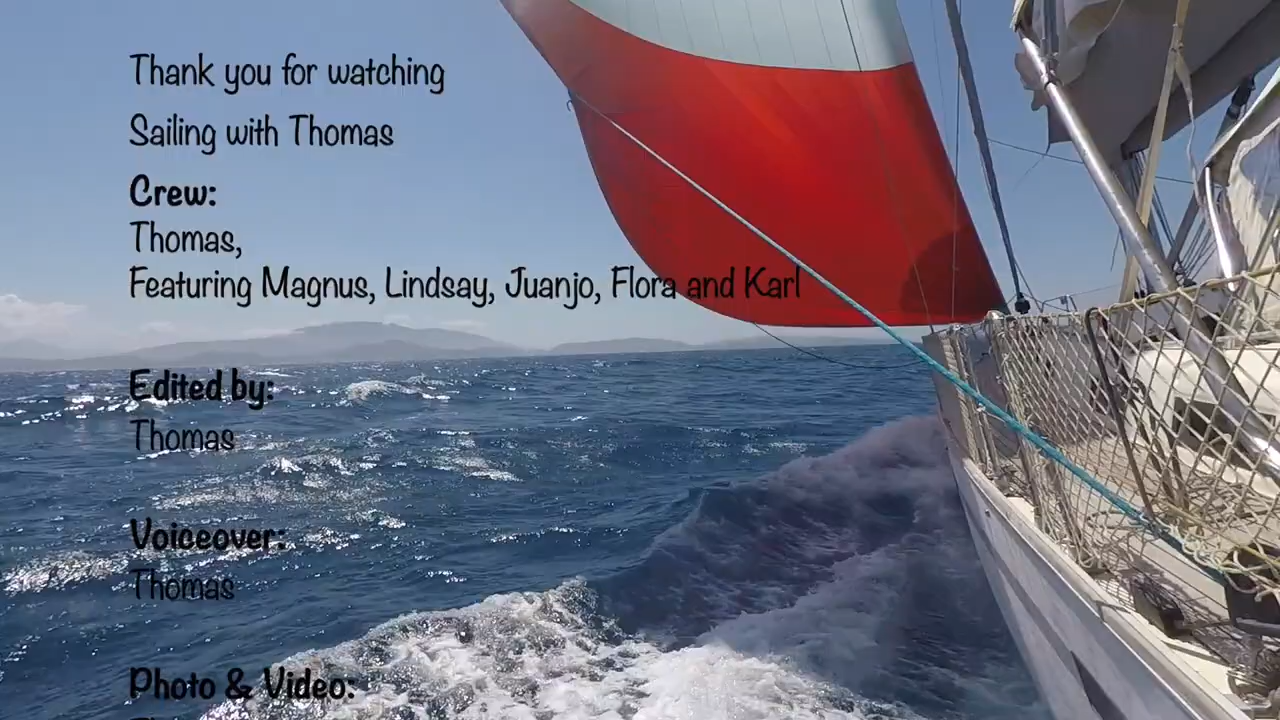 Thank you for watching
Sailing with Thomas
Crew:
Thomas,
Featuring Magnus, Lindsay, Juanjo, Flora and Karl
Edited by:
Thomas
Voiceover:
Thomas
Photo & Video: